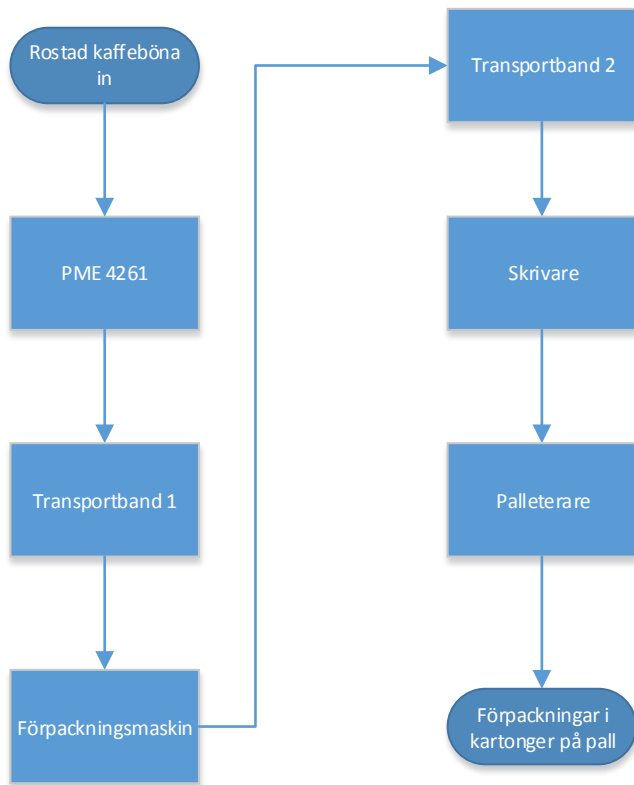 Rostad kaffeböna
in
PME 4261
Transportband 1
Förpackningsmaskin
Transportband 2
Skrivare
Palleterare
Förpackningar i
kartonger på pall